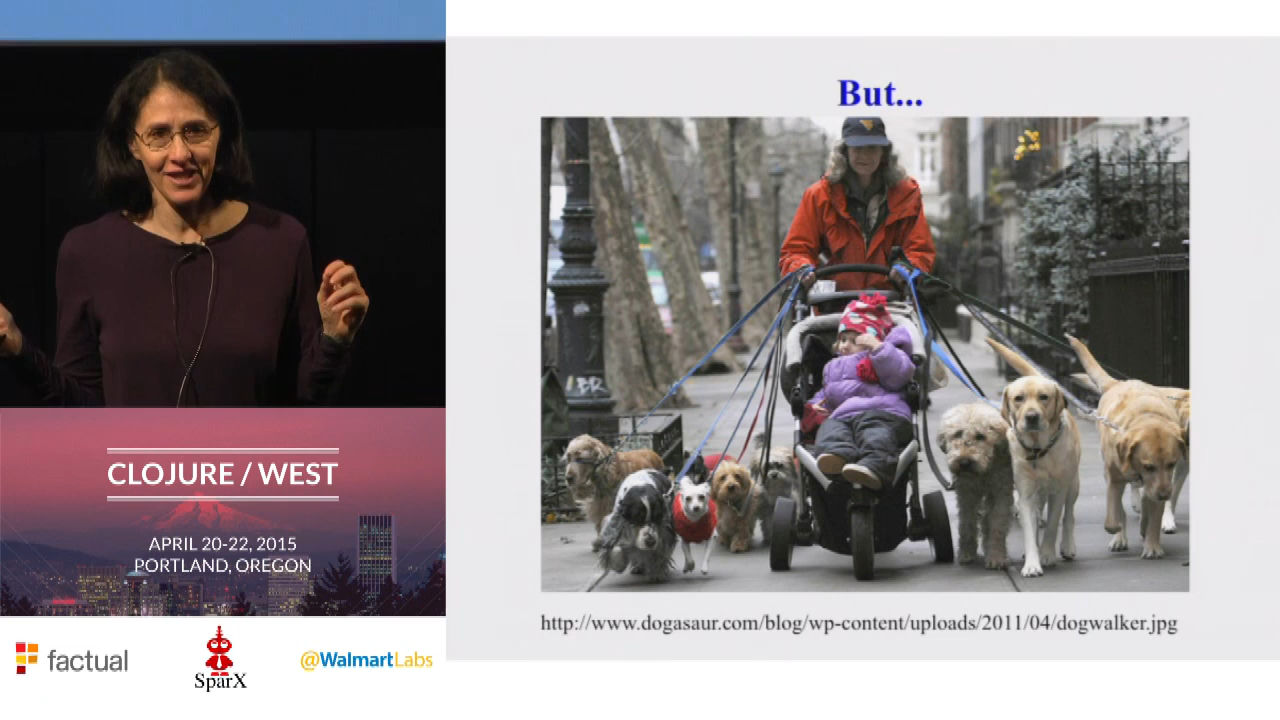 But...
BR
http://www.dogasaur.com/blog/wp-content/uploads/2011/04/dogwalker.jpg
CLOJURE / WEST
APRIL 20-22, 2015
PORTLAND, OREGON
factual
SparX
@WalmartLabs